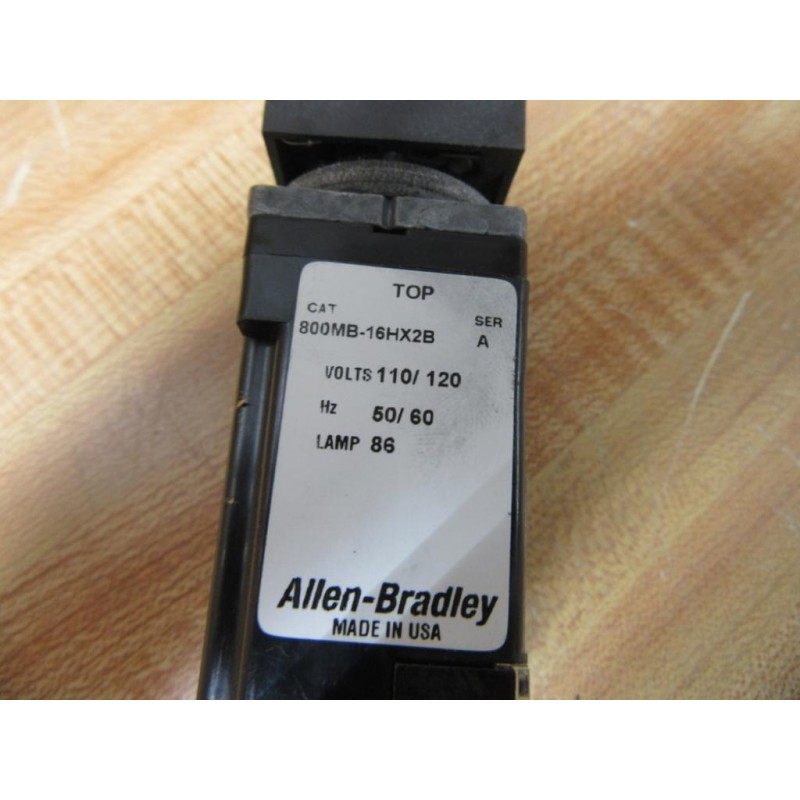 TOP
CAT SER
800MB-16HX2B A
VOLTS 110/ 120
Hz 50/ 60
LAMP 86
Allen-Bradley
MADE IN USA